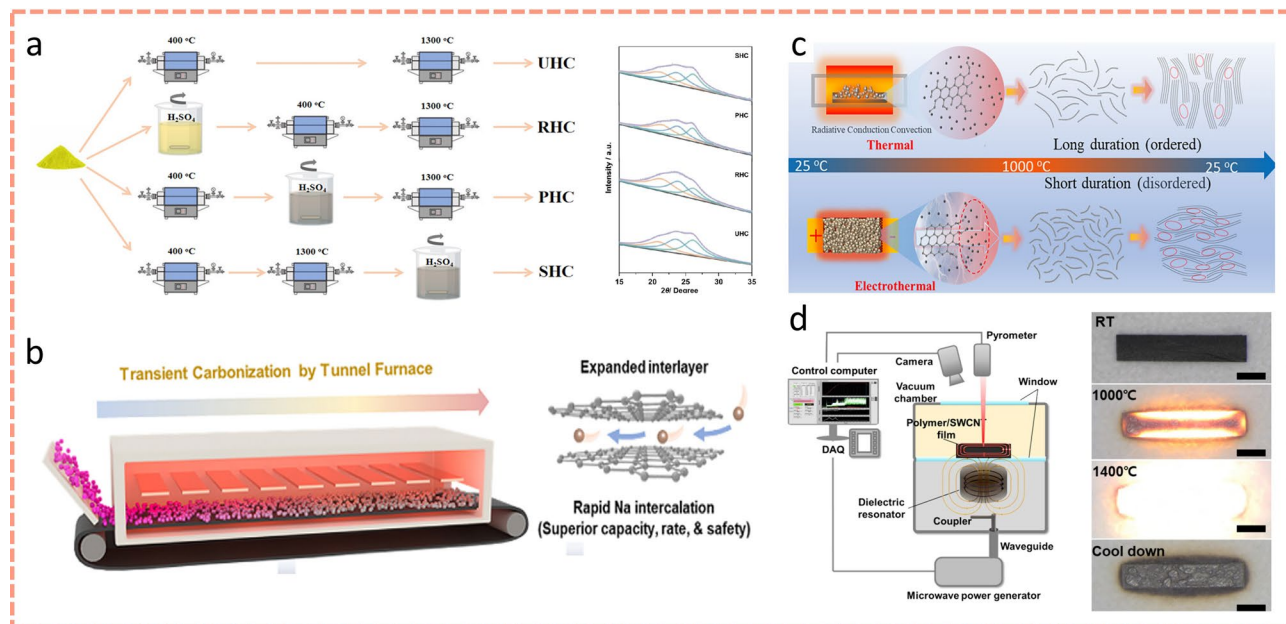 a
400 °C
1300 °C
UHC
H₂SO₄
400 °C
1300 °C
RHC
400 °C
H₂SO₄
1300 °C
PHC
400 °C
1300 °C
H₂SO₄
SHC
Intensity / a.u.
SHC
PHC
RHC
UHC
15
20
25
30
35
2θ/ Degree
b
Transient Carbonization by Tunnel Furnace
Expanded interlayer
Rapid Na intercalation
(Superior capacity, rate, & safety)
c
Radiative Conduction Convection
Thermal
Long duration (ordered)
25 °C
1000 °C
25 °C
Short duration (disordered)
+
Electrothermal
d
Pyrometer
Camera
Control computer
Vacuum
chamber
Window
Polymer/SWCNT
film
DAQ
Dielectric
resonator
Coupler
Waveguide
Microwave power generator
RT
1000℃
1400℃
Cool down